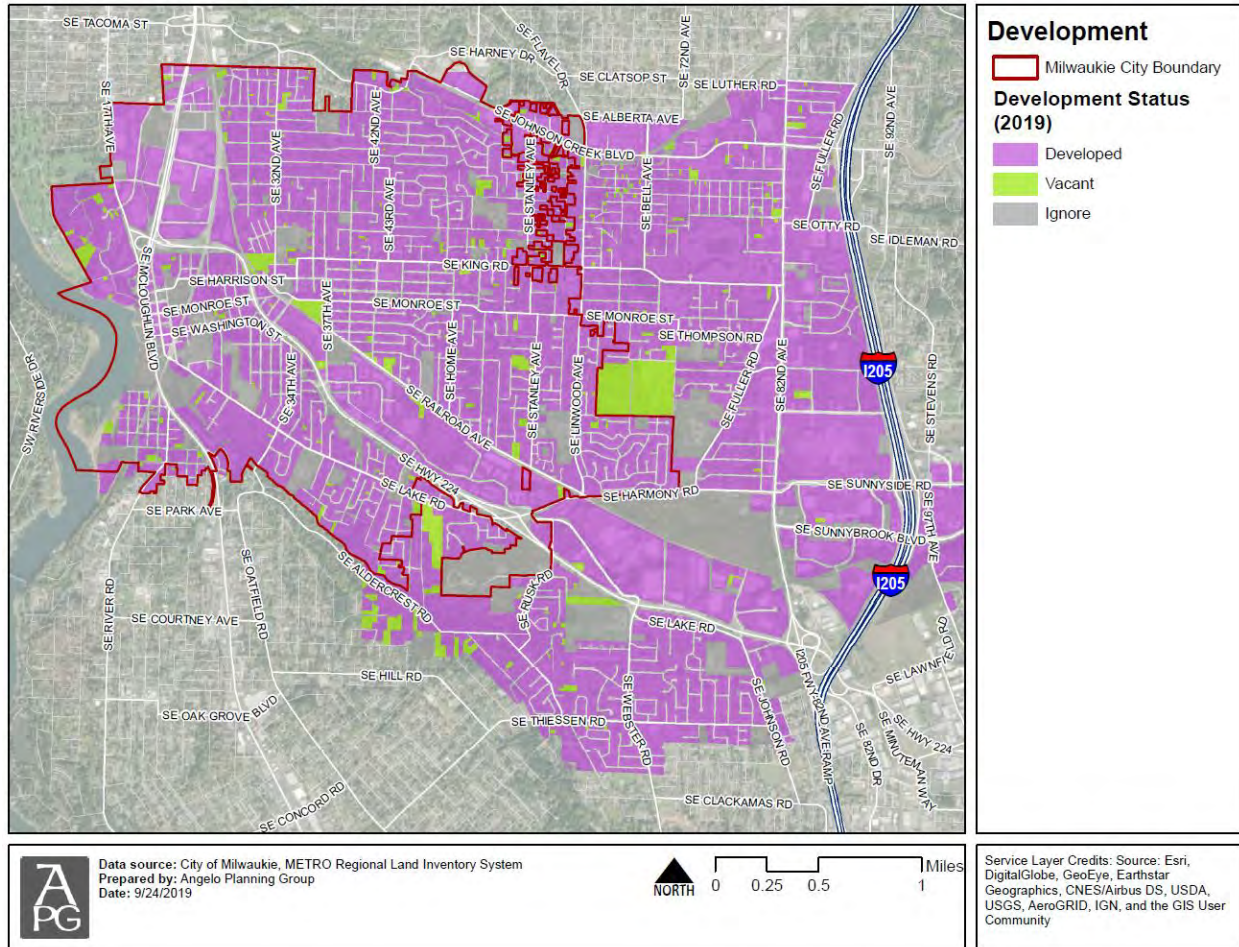 SE TACOMA ST
SE FLAVEL DR
SE 72ND AVE
SE HARNEY DR
SE CLATSOP ST
SE LUTHER RD
SE 17TH AVE
SE 92ND AVE
SE 42ND AVE
SE ALBERTA AVE
SE JOHNSON CREEK BLVD
SE FULLER RD
SE 32ND AVE
SE STANLEY AVE
SE BELL AVE
SE 43RD AVE
SE OTTY RD
SE IDLEMAN RD
SE MCLOUGHLIN BLVD
SE KING RD
SE HARRISON ST
SE MONROE ST
SE 37TH AVE
SE MONROE ST
SE MONROE ST
SE WASHINGTON ST
SE THOMPSON RD
SE HOME AVE
SE STANLEY AVE
SE LINWOOD AVE
SE FULLER RD
SE 82ND AVE
I205
SE STEVENS RD
SW RIVERSIDE DR
SE 34TH AVE
SE RAILROAD AVE
SE HWY 224
SE LAKE RD
SE HARMONY RD
SE SUNNYSIDE RD
SE 97TH AVE
SE PARK AVE
SE SUNNYBROOK BLVD
SE ALDERCREST RD
SE RUSK RD
I205
SE RIVER RD
SE OATFIELD RD
SE COURTNEY AVE
SE LAKE RD
SE LAWNFIELD RD
SE HILL RD
SE WEBSTER RD
SE JOHNSON RD
I205 FWY-82ND AVE RAMP
SE OAK GROVE BLVD
SE THIESSEN RD
SE 82ND DR
SE HWY 224
SE MINUTEMAN WAY
SE CONCORD RD
SE CLACKAMAS RD
Development
Milwaukie City Boundary
Development Status
(2019)
Developed
Vacant
Ignore
APG
Data source: City of Milwaukie, METRO Regional Land Inventory System
Prepared by: Angelo Planning Group
Date: 9/24/2019
NORTH
0 0.25 0.5 1 Miles
Service Layer Credits: Source: Esri,
DigitalGlobe, GeoEye, Earthstar
Geographics, CNES/Airbus DS, USDA,
USGS, AeroGRID, IGN, and the GIS User
Community